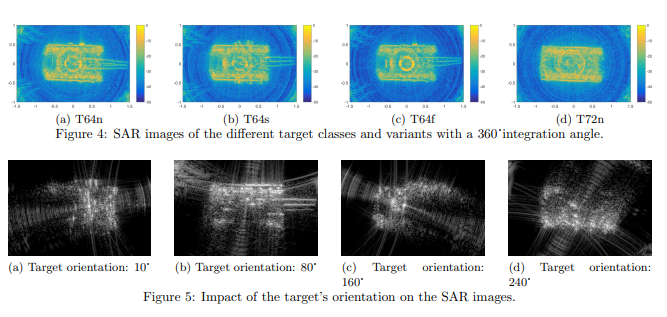 (a) T64n
(b) T64s
(c) T64f
(d) T72n
Figure 4: SAR images of the different target classes and variants with a 360°integration angle.
(a) Target orientation: 10°
(b) Target orientation: 80°
(c) Target orientation: 160°
(d) Target orientation: 240°
Figure 5: Impact of the target's orientation on the SAR images.